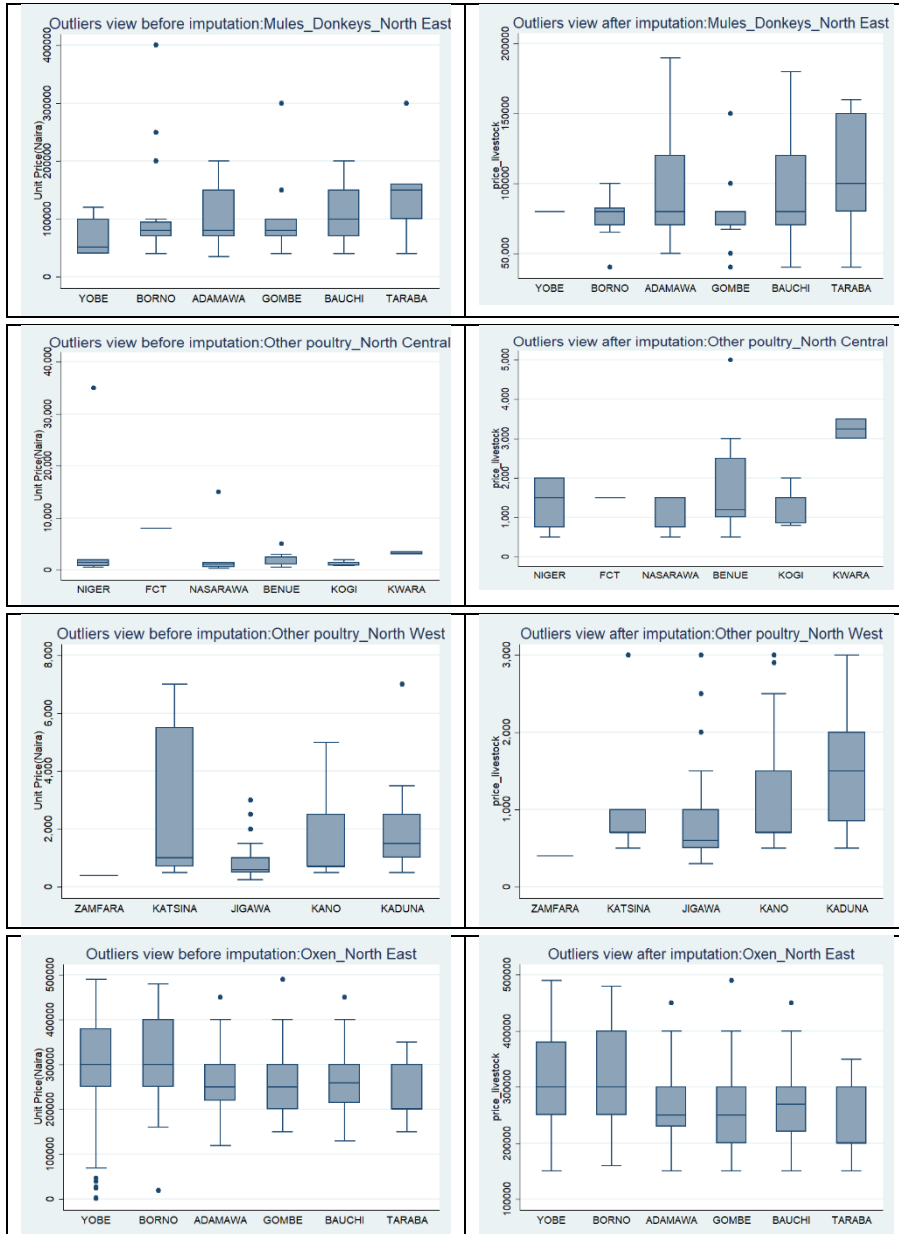 Outliers view before imputation:Mules_Donkeys_North East
Unit Price(Naira)
400000
300000
200000
100000
0
YOBE BORNO ADAMAWA GOMBE BAUCHI TARABA
Outliers view after imputation:Mules_Donkeys_North East
price_livestock
200000
150000
100000
50,000
YOBE BORNO ADAMAWA GOMBE BAUCHI TARABA
Outliers view before imputation:Other poultry_North Central
Unit Price(Naira)
40,000
30,000
20,000
10,000
0
NIGER FCT NASARAWA BENUE KOGI KWARA
Outliers view after imputation:Other poultry_North Central
price_livestock
5,000
4,000
3,000
2,000
1,000
0
NIGER FCT NASARAWA BENUE KOGI KWARA
Outliers view before imputation:Other poultry_North West
Unit Price(Naira)
8,000
6,000
4,000
2,000
0
ZAMFARA KATSINA JIGAWA KANO KADUNA
Outliers view after imputation:Other poultry_North West
price_livestock
3,000
2,000
1,000
0
ZAMFARA KATSINA JIGAWA KANO KADUNA
Outliers view before imputation:Oxen_North East
Unit Price(Naira)
500000
400000
300000
200000
100000
0
YOBE BORNO ADAMAWA GOMBE BAUCHI TARABA
Outliers view after imputation:Oxen_North East
price_livestock
500000
400000
300000
200000
100000
YOBE BORNO ADAMAWA GOMBE BAUCHI TARABA